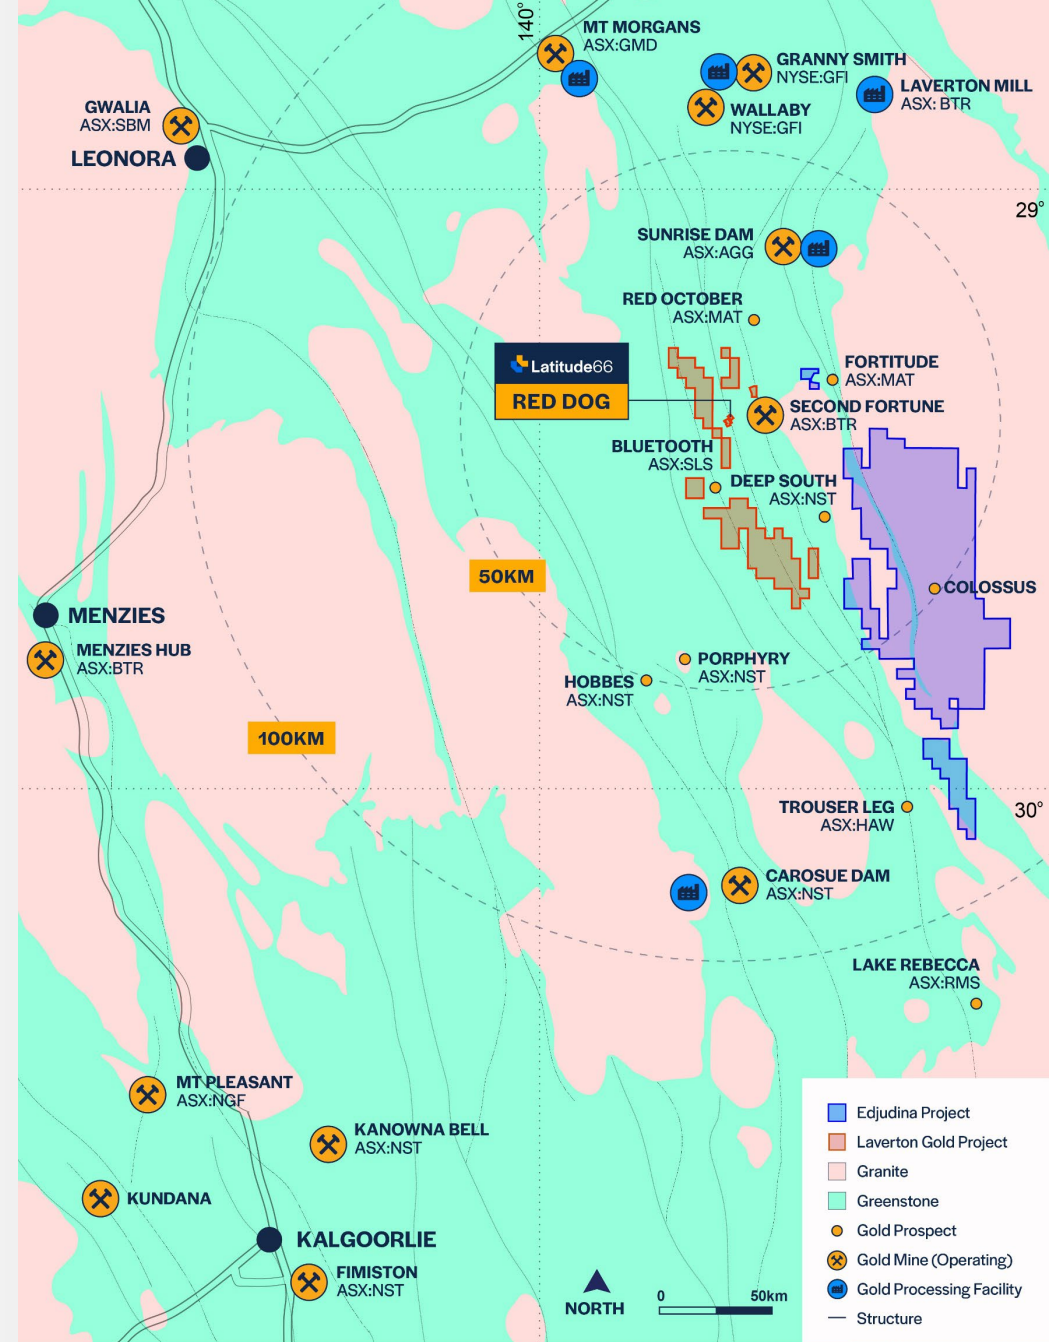 140°
MT MORGANS
ASX:GMD
GRANNY SMITH
NYSE:GFI
LAVERTON MILL
ASX: BTR
WALLABY
NYSE:GFI
GWALIA
ASX:SBM
LEONORA
29°
SUNRISE DAM
ASX:AGG
RED OCTOBER
ASX:MAT
Latitude66
RED DOG
FORTITUDE
ASX:MAT
SECOND FORTUNE
ASX:BTR
BLUETOOTH
ASX:SLS
DEEP SOUTH
ASX:NST
50KM
COLOSSUS
MENZIES
MENZIES HUB
ASX:BTR
PORPHYRY
ASX:NST
HOBBES
ASX:NST
100KM
TROUSER LEG
ASX:HAW
30°
CAROSUE DAM
ASX:NST
LAKE REBECCA
ASX:RMS
MT PLEASANT
ASX:NGF
KANOWNA BELL
ASX:NST
KUNDANA
KALGOORLIE
FIMISTON
ASX:NST
NORTH
0 50km
Edjudina Project
Laverton Gold Project
Granite
Greenstone
Gold Prospect
Gold Mine (Operating)
Gold Processing Facility
Structure